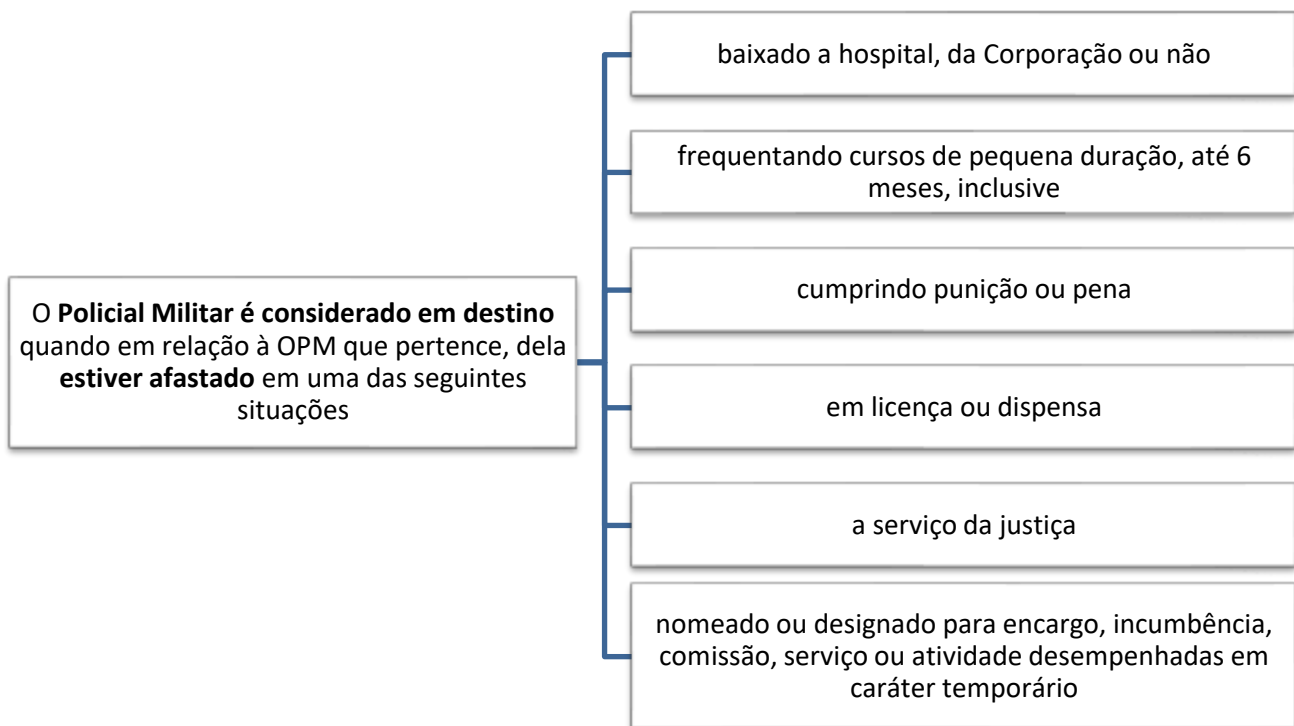 O Policial Militar é considerado em destino
quando em relação à OPM que pertence, dela
estiver afastado em uma das seguintes
situações
baixado a hospital, da Corporação ou não
frequentando cursos de pequena duração, até 6
meses, inclusive
cumprindo punição ou pena
em licença ou dispensa
a serviço da justiça
nomeado ou designado para encargo, incumbência,
comissão, serviço ou atividade desempenhadas em
caráter temporário